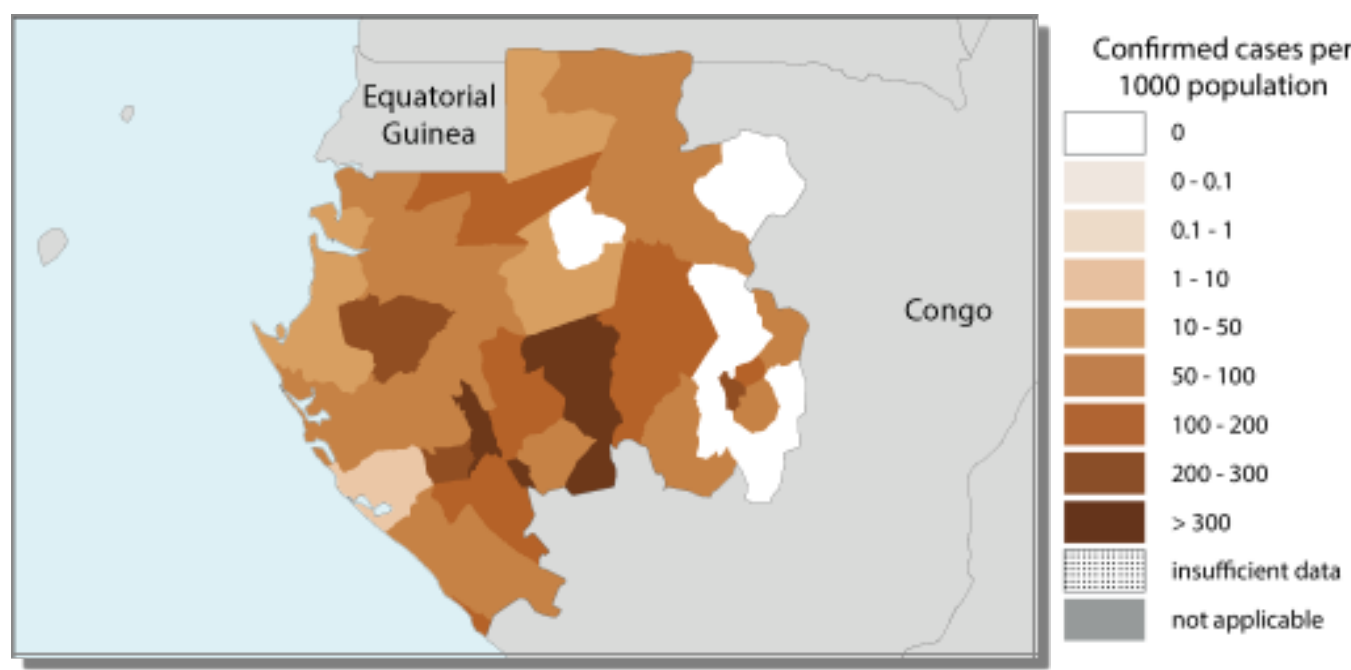 Equatorial
Guinea
Congo
Confirmed cases per
1000 population
0
0 - 0.1
0.1 - 1
1 - 10
10 - 50
50 - 100
100 - 200
200 - 300
> 300
insufficient data
not applicable